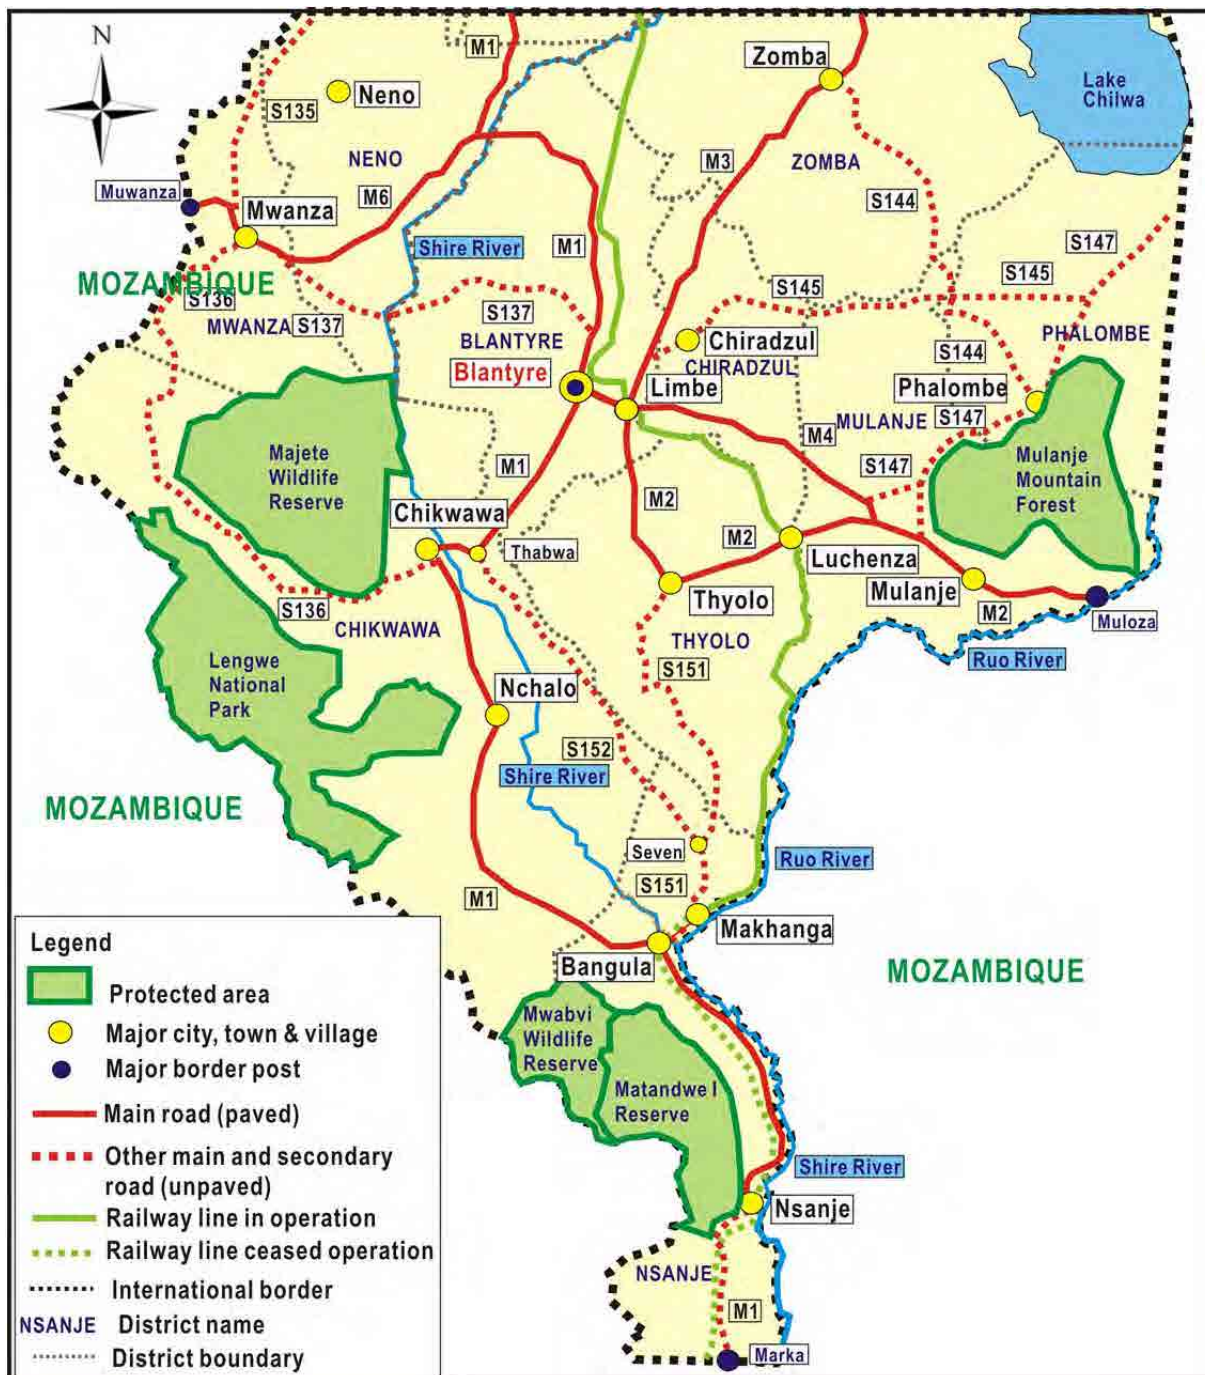 N
M1
Zomba
Lake
Chilwa
Neno
S135
NENO
M3
ZOMBA
Muwanza
M6
S144
Mwanza
Shire River
M1
S147
MOZAMBIQUE
S145
S136
S145
MWANZA
S137
S137
BLANTYRE
Chiradzul
PHALOMBE
S144
CHIRADZUL
Blantyre
Limbe
Phalombe
MULANJE
S147
M4
Majete
Wildlife
Reserve
M1
S147
Mulanje
Mountain
Forest
M2
Chikwawa
M2
Thabwa
Luchenza
Mulanje
Thyolo
S136
M2
Muloza
CHIKWAWA
THYOLO
Ruo River
Lengwe
National
Park
S151
Nchalo
S152
Shire River
MOZAMBIQUE
Seven
Ruo River
S151
M1
Makhanga
Bangula
MOZAMBIQUE
Mwabvi
Wildlife
Reserve
Matandwe I
Reserve
Shire River
Nsanje
NSANJE
M1
Marka
Legend
Protected area
Major city, town & village
Major border post
Main road (paved)
Other main and secondary
road (unpaved)
Railway line in operation
Railway line ceased operation
International border
NSANJE District name
District boundary